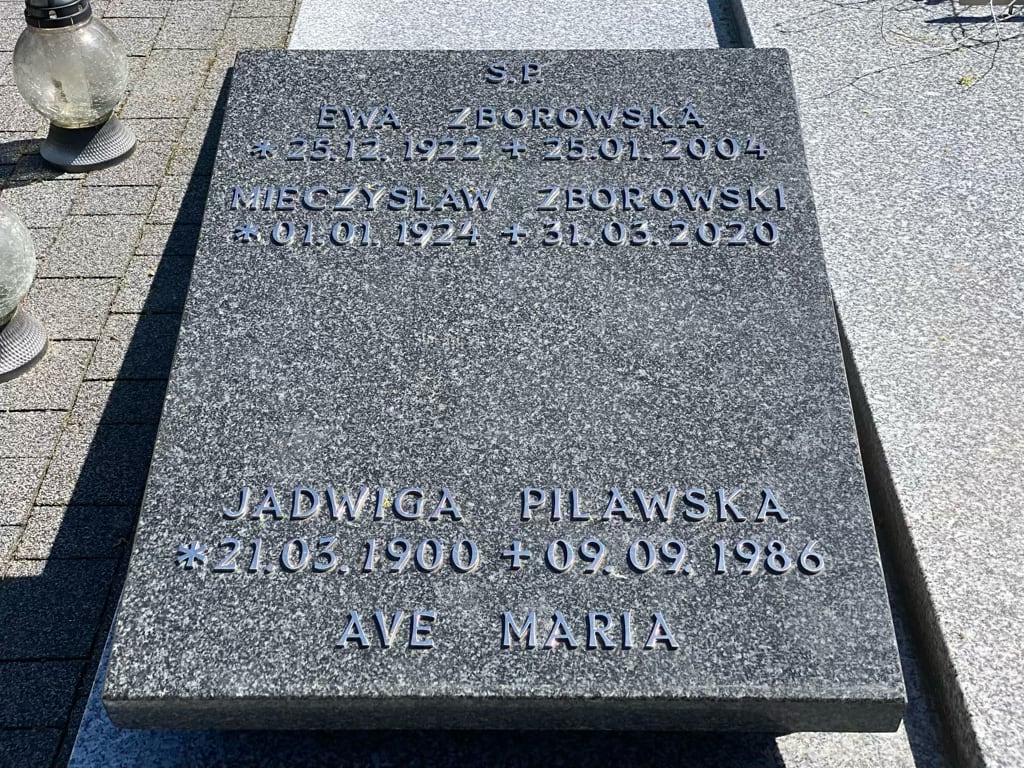 S.P.
EWA ZBOROWSKA
* 25.12. 1922 + 25.01. 2004
MIECZYSŁAW ZBOROWSKI
* 01.01. 1924 + 31.03.2020
JADWIGA PILAWSKA
*21.03. 1900 +09.09. 1986
AVE MARIA